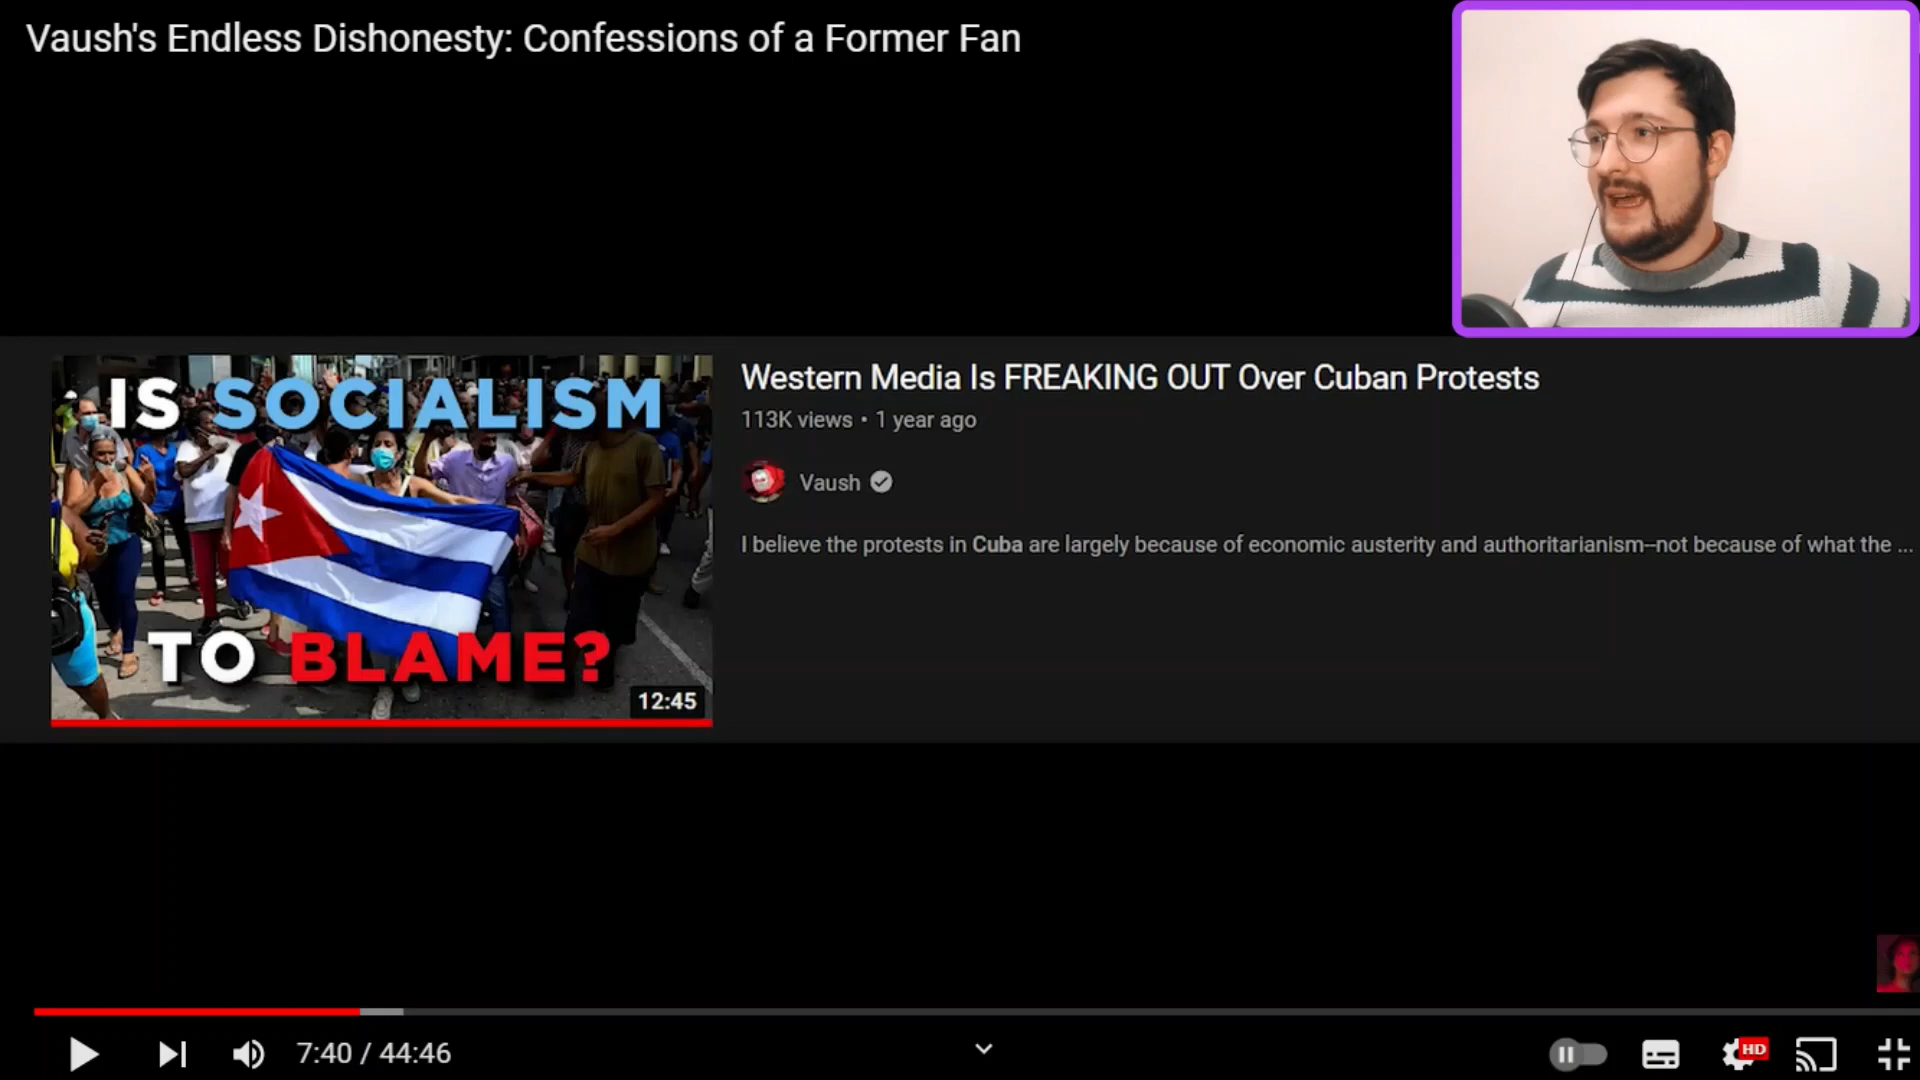 Vaush's Endless Dishonesty: Confessions of a Former Fan
IS SOCIALISM
TO BLAME?
12:45
Western Media Is FREAKING OUT Over Cuban Protests
113K views • 1 year ago
Vaush
I believe the protests in Cuba are largely because of economic austerity and authoritarianism–not because of what the ...
7:40 / 44:46
HD